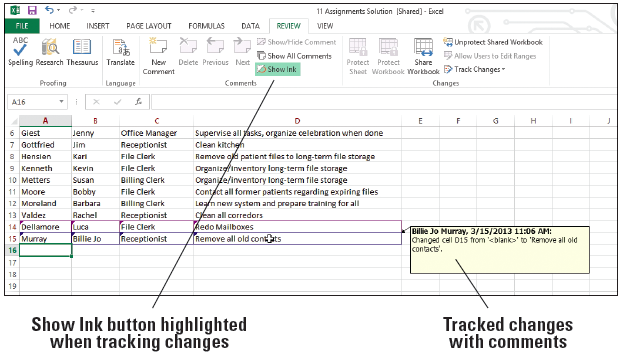 11 Assignments Solution [Shared] - Excel
FILE HOME INSERT PAGE LAYOUT FORMULAS DATA REVIEW VIEW
ABC
Spelling Research Thesaurus
Proofing
Translate
Language
New Comment
Delete Previous Next
Show/Hide Comment
Show All Comments
Show Ink
Comments
Protect Sheet
Protect Workbook
Share Workbook
Unprotect Shared Workbook
Allow Users to Edit Ranges
Track Changes
Changes
A16 fx
A B C D E F G H I J
6 Giest Jenny Office Manager Supervise all tasks, organize celebration when done
7 Gottfried Jim Receptionist Clean kitchen
8 Hensien Kari File Clerk Remove old patient files to long-term file storage
9 Kenneth Kevin File Clerk Organize/inventory long-term file storage
10 Metters Susan Billing Clerk Organize/inventory long-term file storage
11 Moore Bobby File Clerk Contact all former patients regarding expiring files
12 Moreland Barbara Billing Clerk Learn new system and prepare training for all
13 Valdez Rachel Receptionist Clean all corredors
14 Dellamore Luca File Clerk Redo Mailboxes
15 Murray Billie Jo Receptionist Remove all old contacts
16
17
18
19
Billie Jo Murray, 3/15/2013 11:06 AM:
Changed cell D15 from '<blank>' to 'Remove all old
contacts'.
Show Ink button highlighted
when tracking changes
Tracked changes
with comments